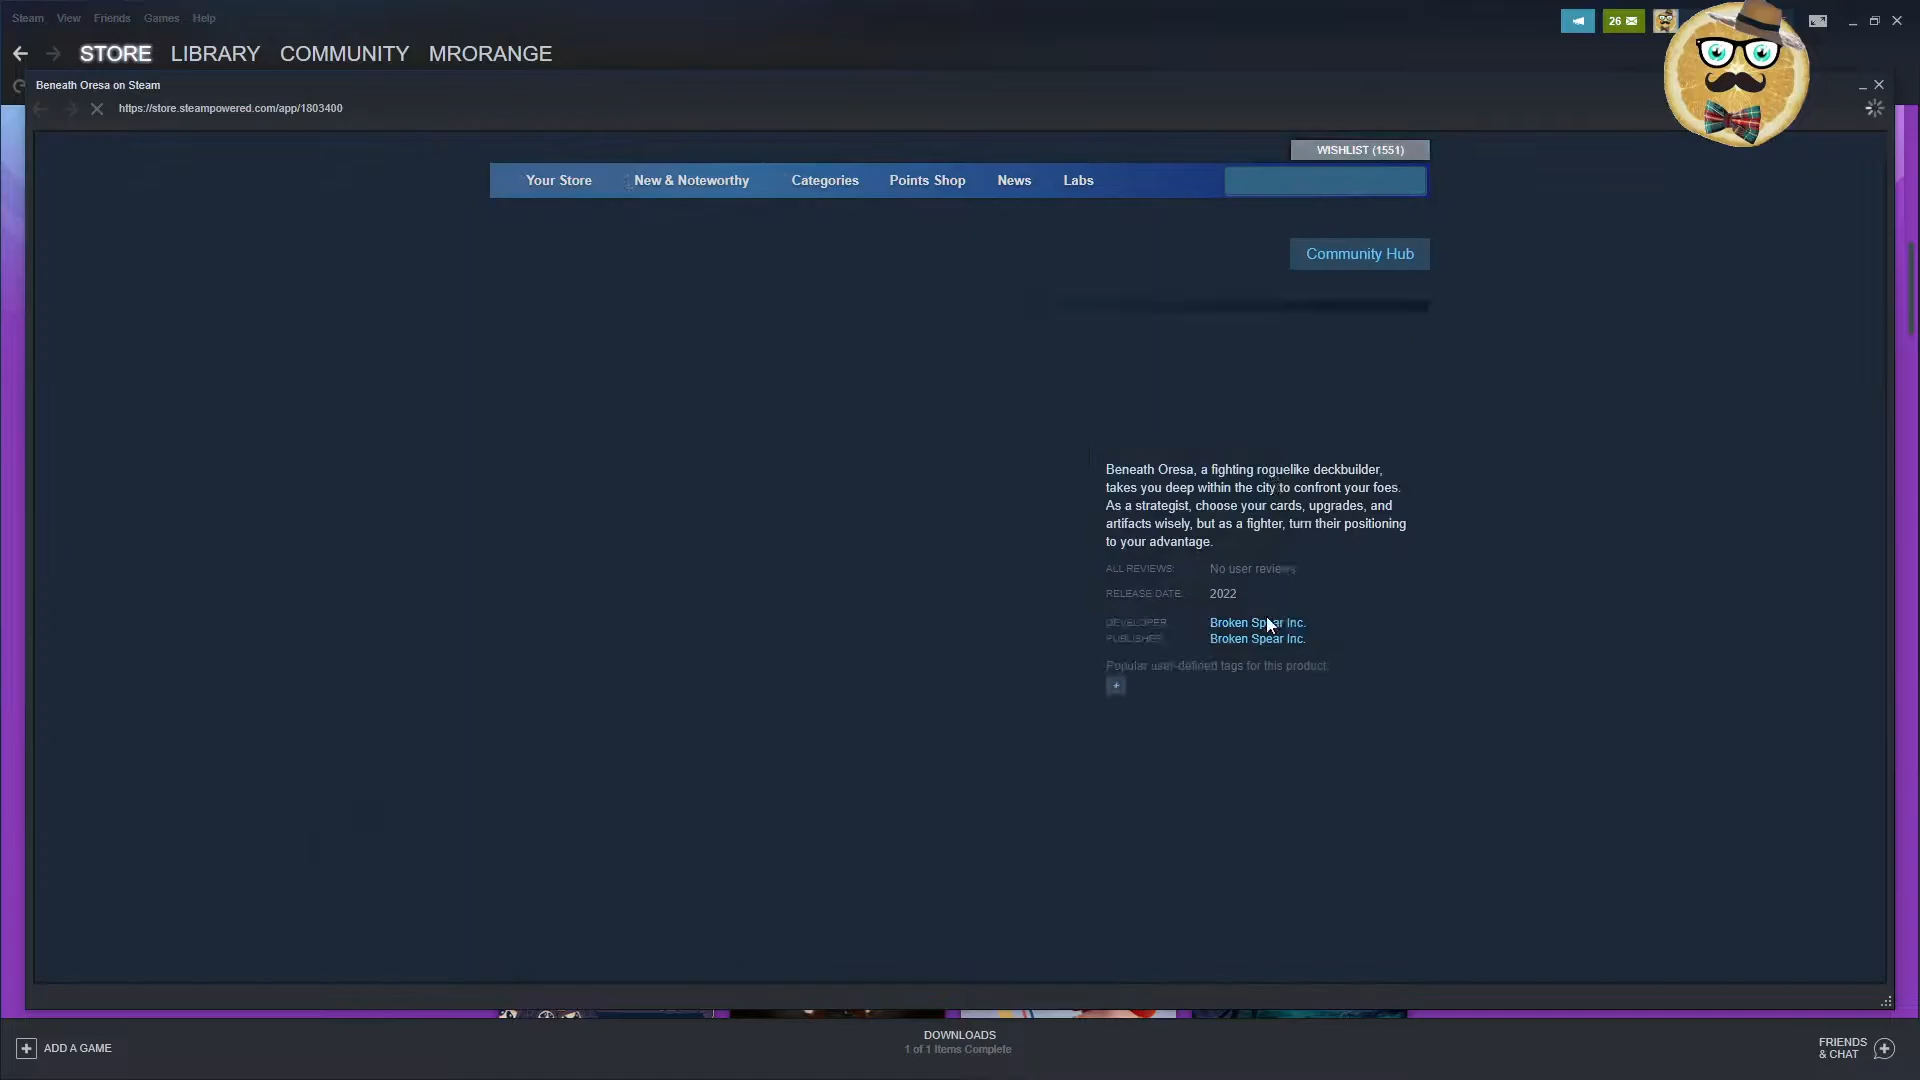 Steam View Friends Games Help
26
STORE LIBRARY COMMUNITY MRORANGE
Beneath Oresa on Steam
https://store.steampowered.com/app/1803400
WISHLIST (1551)
Your Store New & Noteworthy Categories Points Shop News Labs
Community Hub
Beneath Oresa, a fighting roguelike deckbuilder,
takes you deep within the city to confront your foes.
As a strategist, choose your cards, upgrades, and
artifacts wisely, but as a fighter, turn their positioning
to your advantage.
ALL REVIEWS: No user reviews
RELEASE DATE: 2022
DEVELOPER Broken Spear Inc.
PUBLISHER: Broken Spear Inc.
Popular user-defined tags for this product:
+
ADD A GAME
DOWNLOADS
1 of 1 Items Complete
FRIENDS
& CHAT